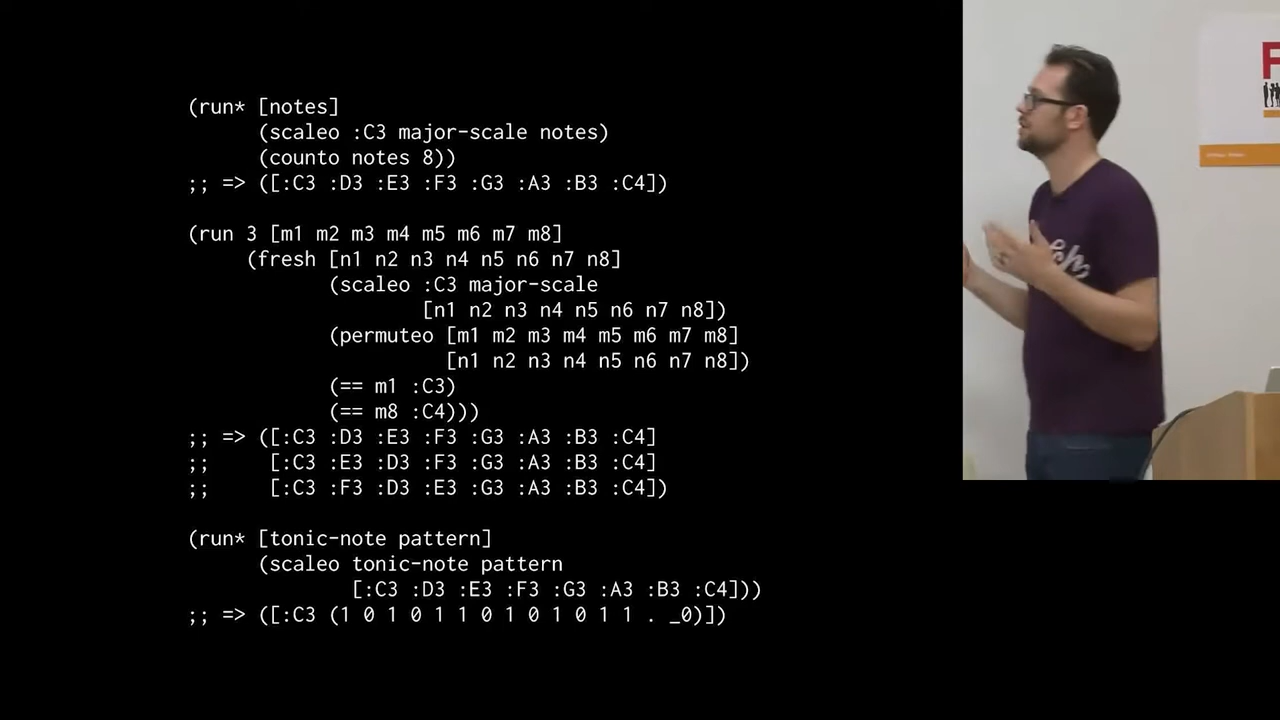 (run* [notes]
(scaleo :C3 major-scale notes)
(counto notes 8))
;; => ([:C3 :D3 :E3 :F3 :G3 :A3 :B3 :C4])
(run 3 [m1 m2 m3 m4 m5 m6 m7 m8]
(fresh [n1 n2 n3 n4 n5 n6 n7 n8]
(scaleo :C3 major-scale
[n1 n2 n3 n4 n5 n6 n7 n8])
(permuteo [m1 m2 m3 m4 m5 m6 m7 m8]
[n1 n2 n3 n4 n5 n6 n7 n8])
(== m1 :C3)
(== m8 :C4)))
;; => ([:C3 :D3 :E3 :F3 :G3 :A3 :B3 :C4]
;; [:C3 :E3 :D3 :F3 :G3 :A3 :B3 :C4]
;; [:C3 :F3 :D3 :E3 :G3 :A3 :B3 :C4])
(run* [tonic-note pattern]
(scaleo tonic-note pattern
[:C3 :D3 :E3 :F3 :G3 :A3 :B3 :C4]))
;; => ([:C3 (1 0 1 0 1 1 0 1 0 1 0 1 1 . _0)])